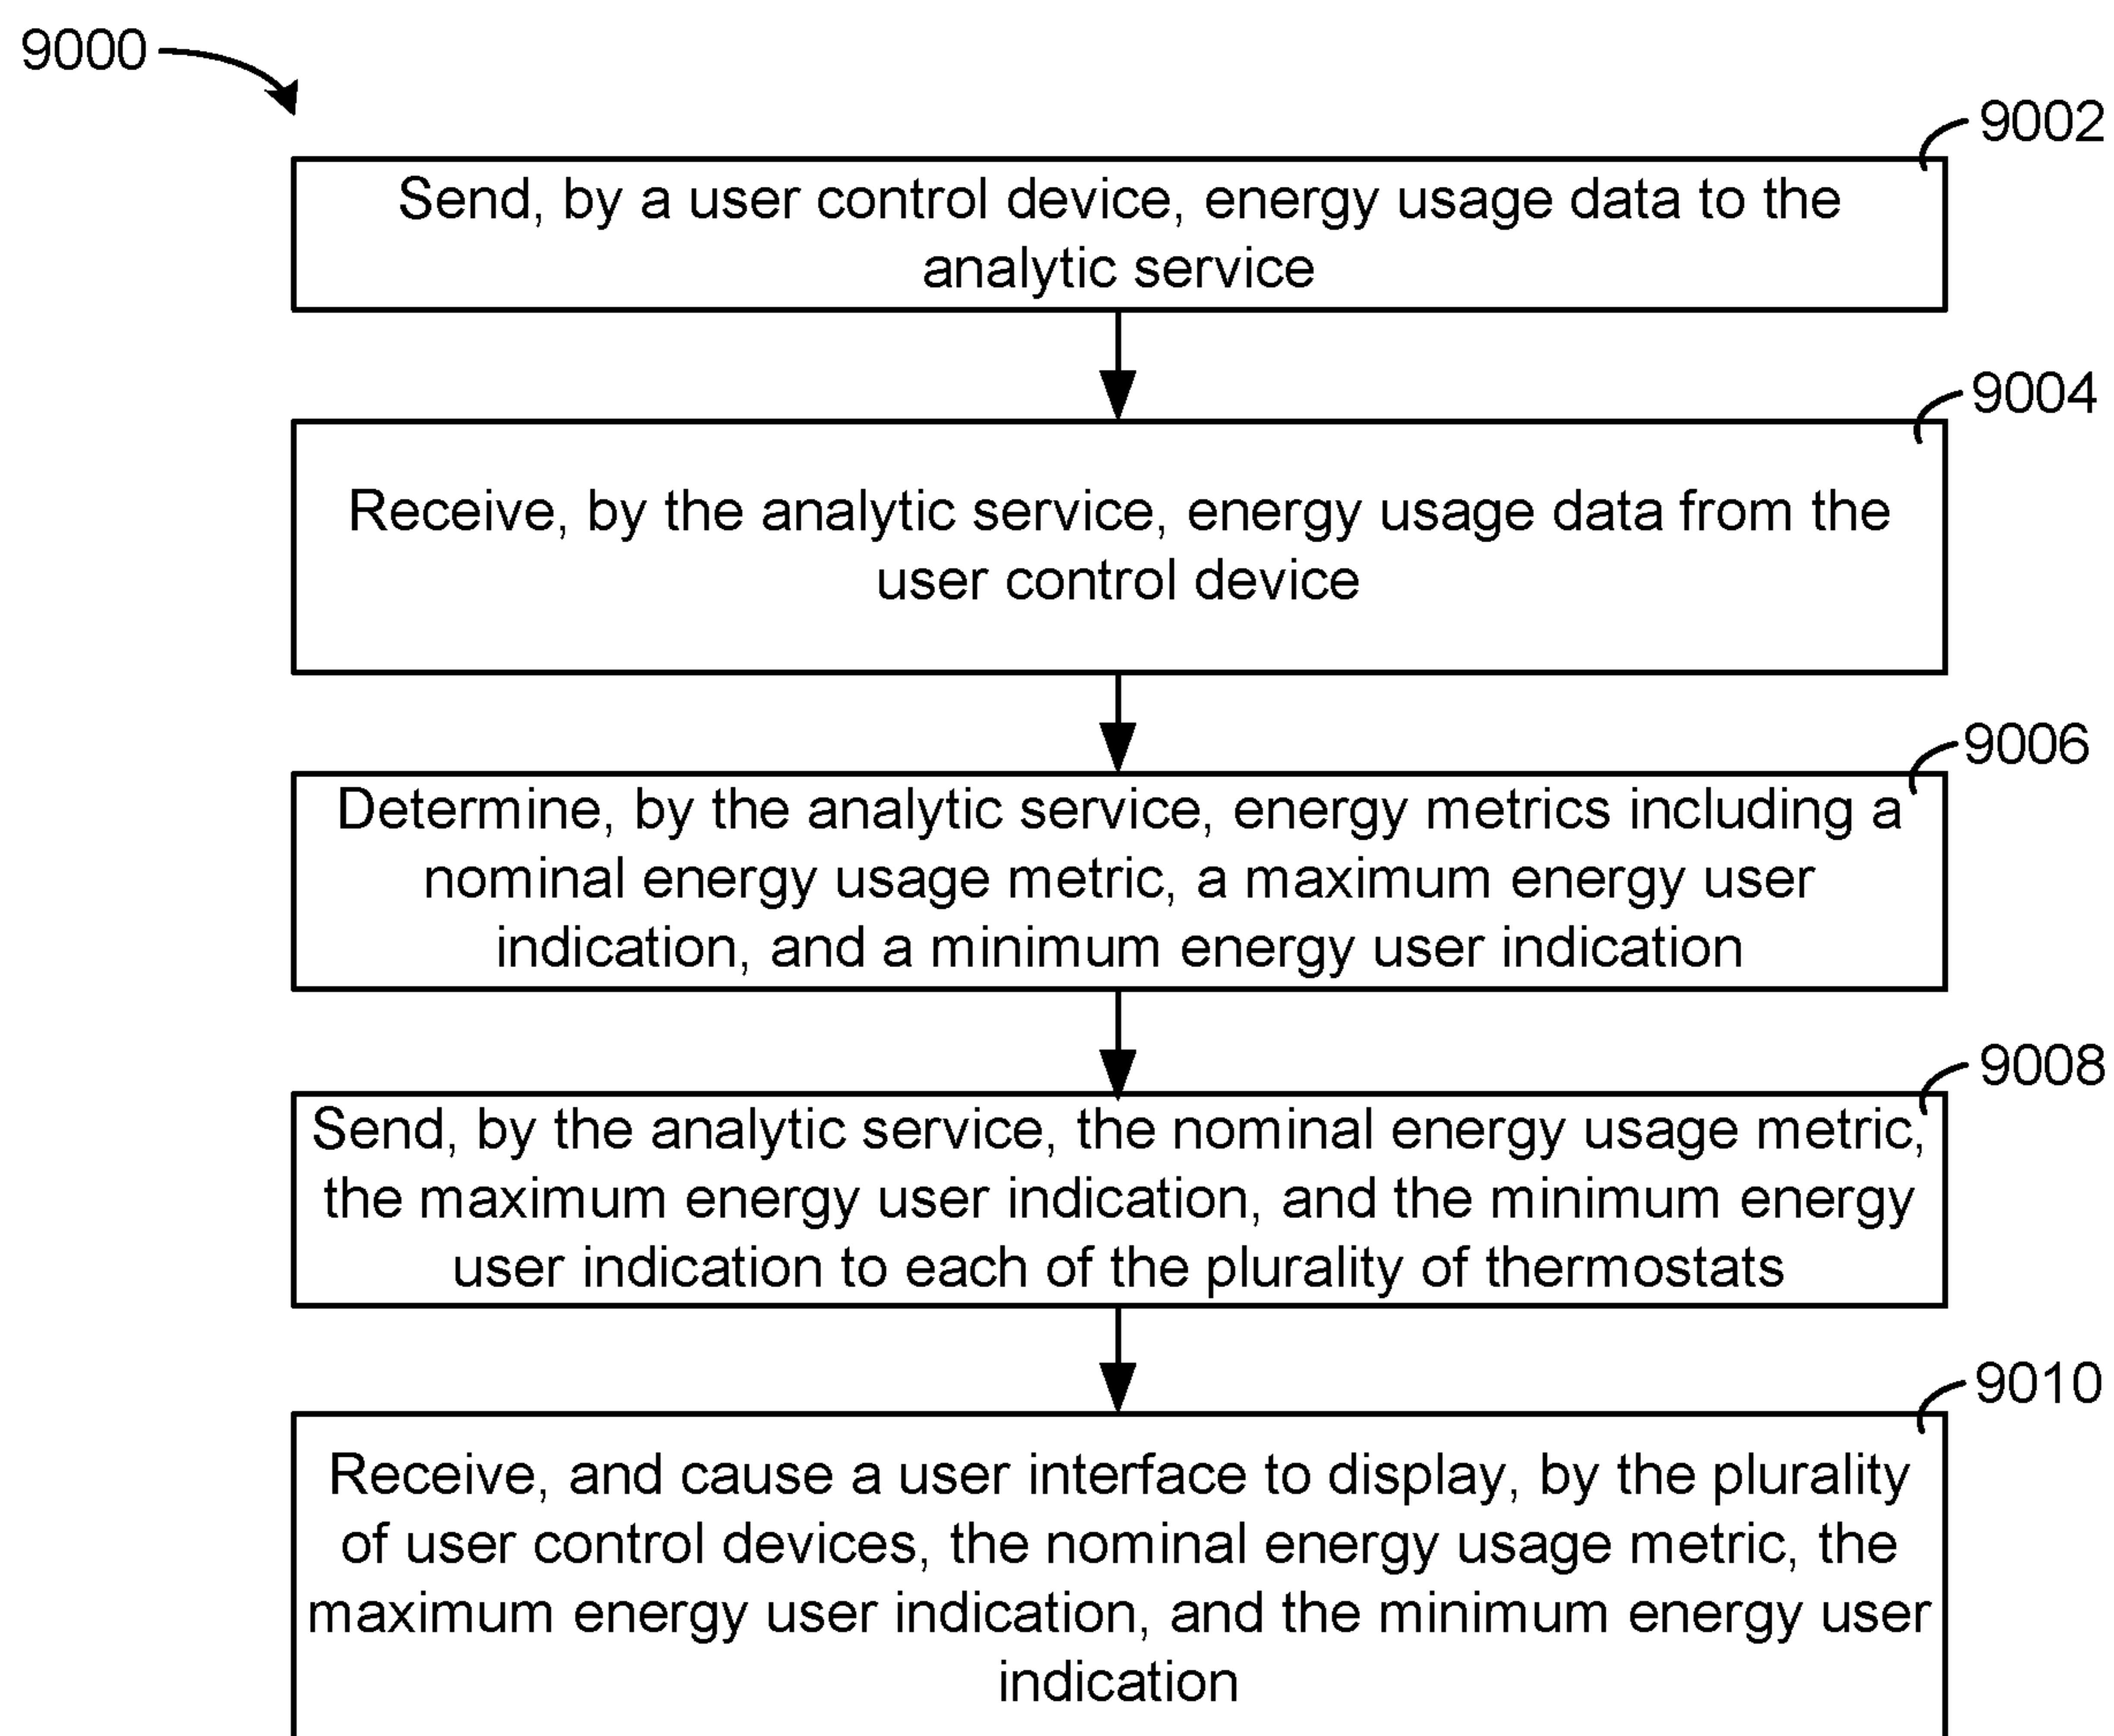 9000
9002
Send, by a user control device, energy usage data to the
analytic service
9004
Receive, by the analytic service, energy usage data from the
user control device
9006
Determine, by the analytic service, energy metrics including a
nominal energy usage metric, a maximum energy user
indication, and a minimum energy user indication
9008
Send, by the analytic service, the nominal energy usage metric,
the maximum energy user indication, and the minimum energy
user indication to each of the plurality of thermostats
9010
Receive, and cause a user interface to display, by the plurality
of user control devices, the nominal energy usage metric, the
maximum energy user indication, and the minimum energy user
indication